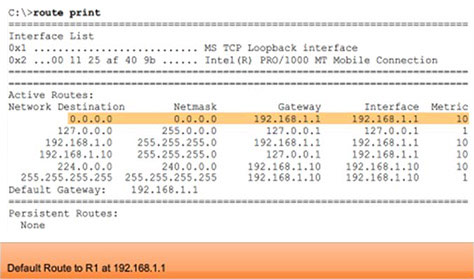 C:\>route print
Interface List
0x1 ........................... MS TCP Loopback interface
0x2 ...00 11 25 af 40 9b ...... Intel(R) PRO/1000 MT Mobile Connection
Active Routes:
Network Destination Netmask Gateway Interface Metric
0.0.0.0 0.0.0.0 192.168.1.1 192.168.1.1 10
127.0.0.0 255.0.0.0 127.0.0.1 127.0.0.1 1
192.168.1.0 255.255.255.0 192.168.1.10 192.168.1.10 10
192.168.1.10 255.255.255.255 127.0.0.1 127.0.0.1 10
224.0.0.0 240.0.0.0 192.168.1.10 192.168.1.10 10
255.255.255.255 255.255.255.255 192.168.1.10 192.168.1.10 1
Default Gateway: 192.168.1.1
Persistent Routes:
None
Default Route to R1 at 192.168.1.1